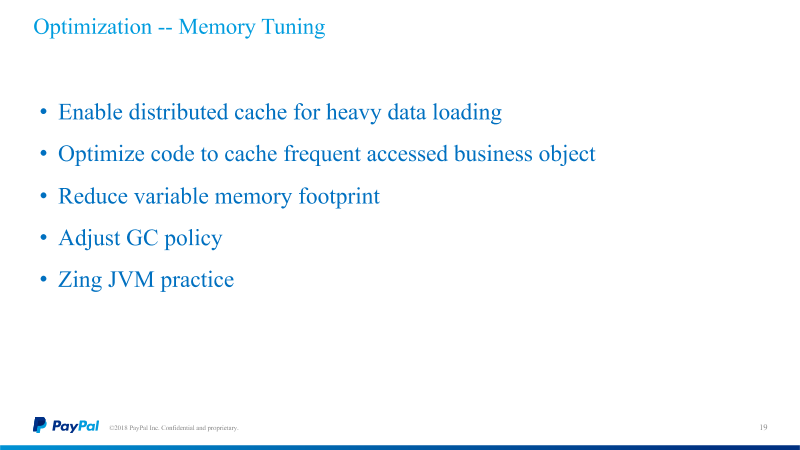 Optimization -- Memory Tuning
• Enable distributed cache for heavy data loading
• Optimize code to cache frequent accessed business object
• Reduce variable memory footprint
• Adjust GC policy
• Zing JVM practice
PayPal ©2018 PayPal Inc. Confidential and proprietary. 19